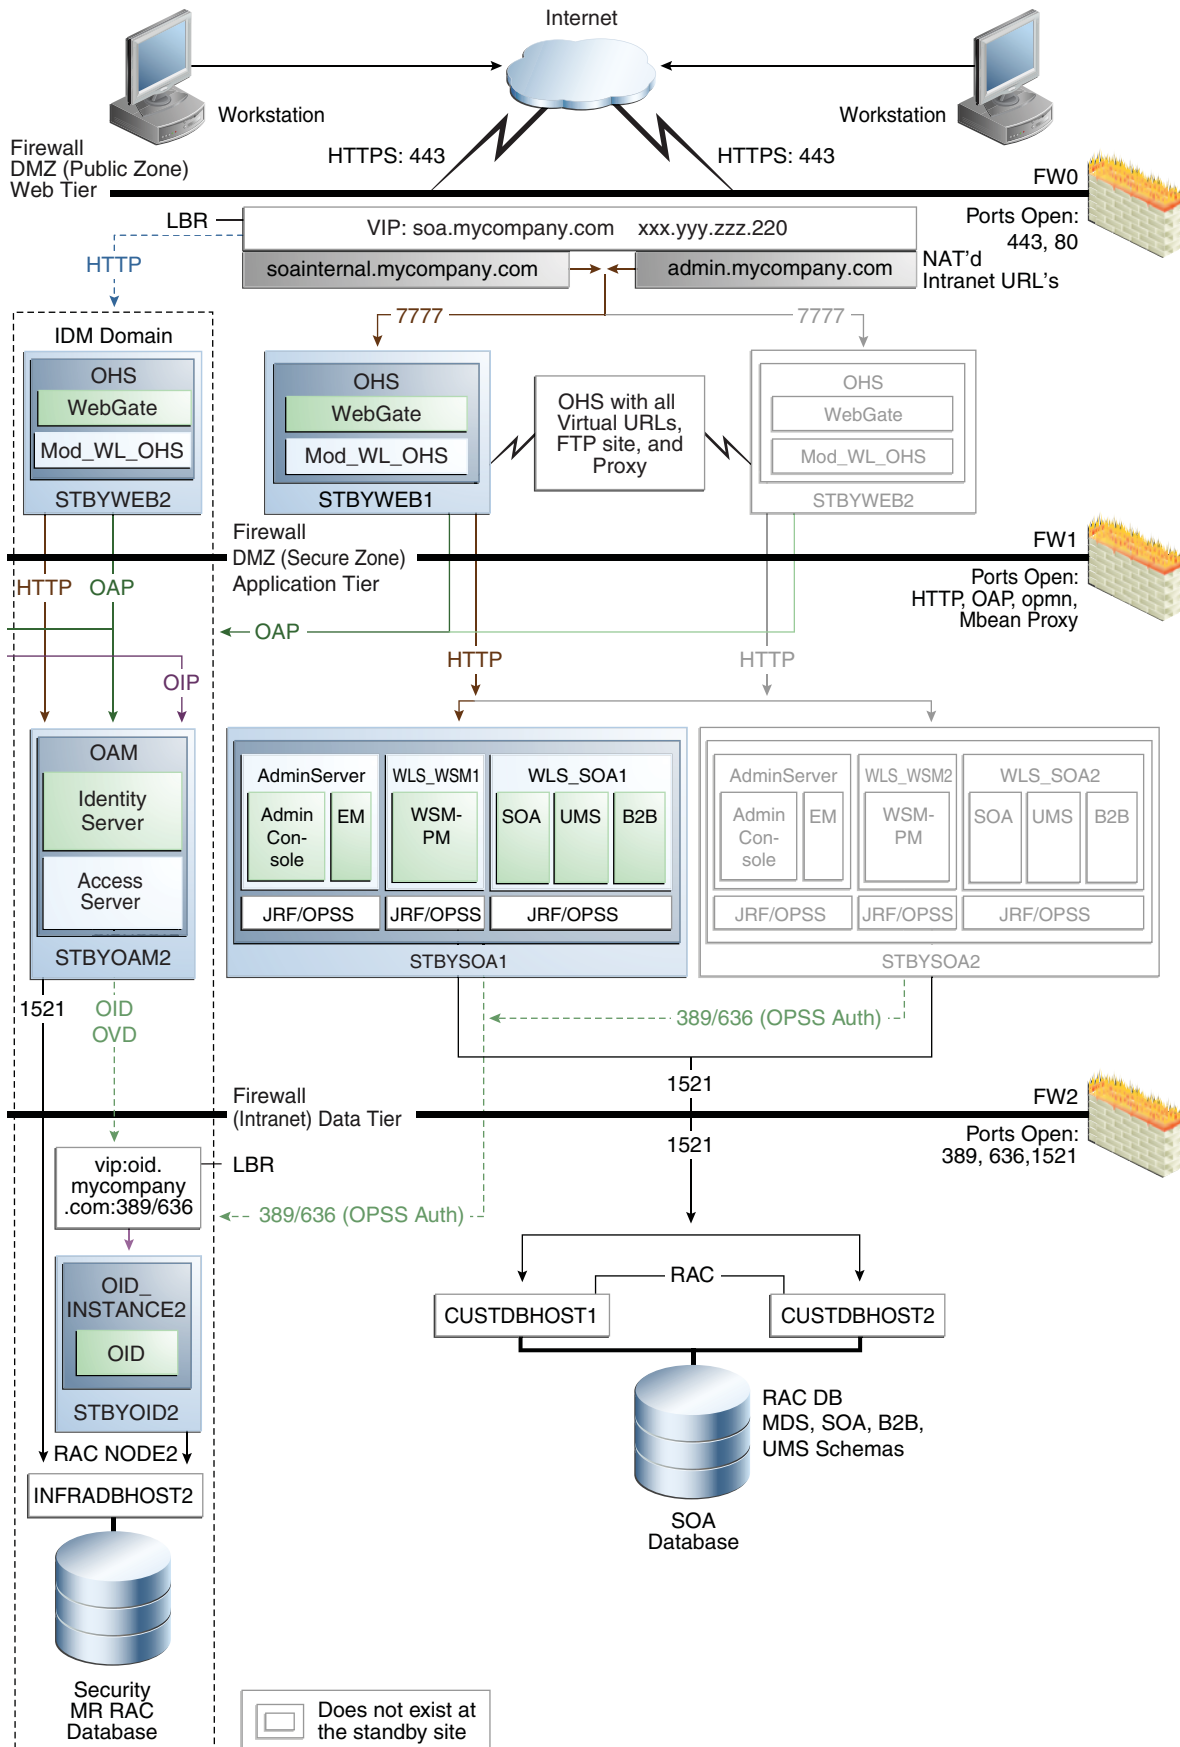 Internet
Workstation
Workstation
HTTPS: 443
HTTPS: 443
Firewall
DMZ (Public Zone)
Web Tier
FW0
Ports Open:
443, 80
LBR
VIP: soa.mycompany.com xxx.yyy.zzz.220
HTTP
soainternal.mycompany.com
admin.mycompany.com
NAT'd
Intranet URL's
7777
7777
IDM Domain
OHS
WebGate
Mod_WL_OHS
STBYWEB2
OHS
WebGate
Mod_WL_OHS
STBYWEB1
OHS with all
Virtual URLs,
FTP site, and
Proxy
OHS
WebGate
Mod_WL_OHS
STBYWEB2
Firewall
DMZ (Secure Zone)
Application Tier
FW1
Ports Open:
HTTP, OAP, opmn,
Mbean Proxy
HTTP
OAP
OAP
OIP
HTTP
HTTP
OAM
Identity
Server
Access
Server
STBYOAM2
AdminServer
Admin
Con-
sole
EM
WLS_WSM1
WSM-
PM
WLS_SOA1
SOA
UMS
B2B
JRF/OPSS
JRF/OPSS
JRF/OPSS
STBYSOA1
AdminServer
Admin
Con-
sole
EM
WLS_WSM2
WSM-
PM
WLS_SOA2
SOA
UMS
B2B
JRF/OPSS
JRF/OPSS
JRF/OPSS
STBYSOA2
1521
OID
OVD
389/636 (OPSS Auth)
1521
Firewall
(Intranet) Data Tier
FW2
Ports Open:
389, 636,1521
1521
vip:oid.
mycompany
.com:389/636
LBR
389/636 (OPSS Auth)
OID_
INSTANCE2
OID
STBYOID2
RAC
CUSTDBHOST1
CUSTDBHOST2
RAC DB
MDS, SOA, B2B,
UMS Schemas
SOA
Database
RAC NODE2
INFRADBHOST2
Security
MR RAC
Database
Does not exist at
the standby site